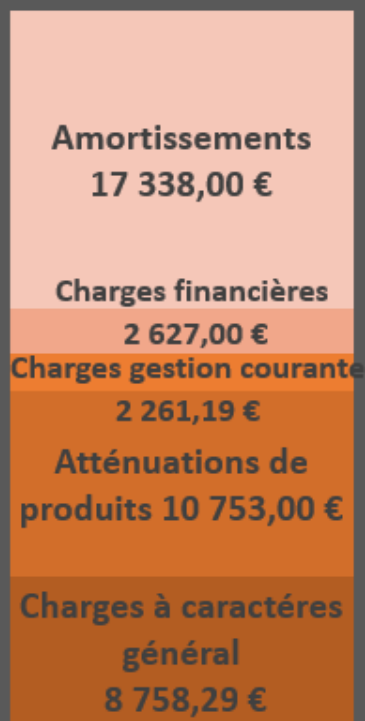 Amortissements
17 338,00 €
Charges financières
2 627,00 €
Charges gestion courante
2 261,19 €
Atténuations de
produits 10 753,00 €
Charges à caractéres
général
8 758,29 €